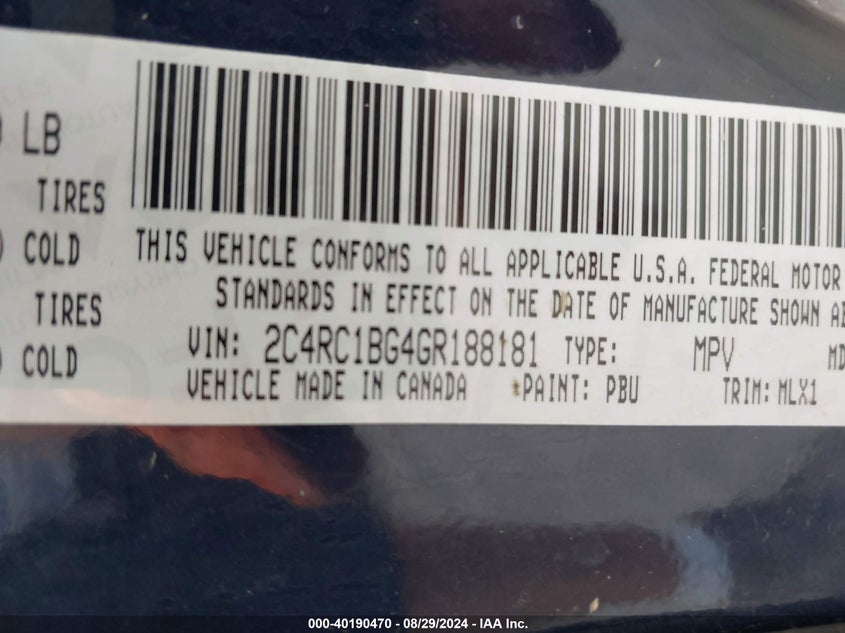 LB
TIRES
COLD
TIRES
COLD
THIS VEHICLE CONFORMS TO ALL APPLICABLE U.S.A. FEDERAL MOTOR
STANDARDS IN EFFECT ON THE DATE OF MANUFACTURE SHOWN
VIN: 2C4RC1BG4GR188181 TYPE: MPV
VEHICLE MADE IN CANADA PAINT: PBU TRIM: MLX1
000-40190470 - 08/29/2024 - IAA Inc.